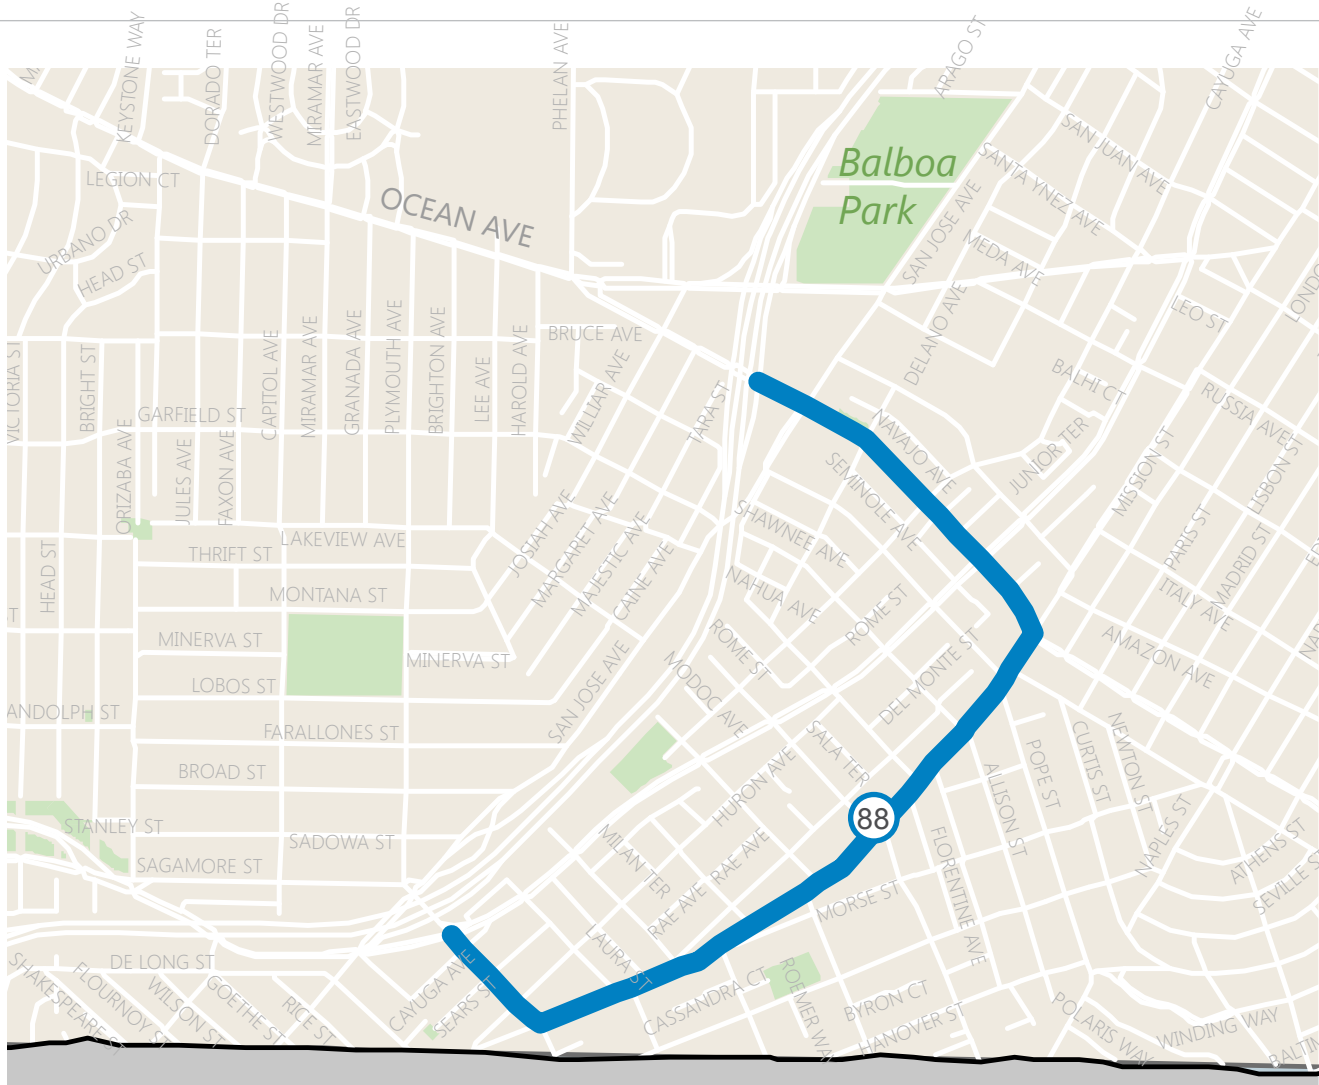 KEYSTONE WAY
DORADO TER
WESTWOOD DR
MIRAMAR AVE
EASTWOOD DR
PHELAN AVE
ARAGO ST
CAYUGA AVE
SAN JUAN AVE
SANTA YNEZ AVE
Balboa
Park
SAN JOSE AVE
MEDA AVE
LEGION CT
URBANO DR
HEAD ST
OCEAN AVE
DELANO AVE
LEO ST
BRUCE AVE
VICTORIA ST
BRIGHT ST
CAPITOL AVE
MIRAMAR AVE
GRANADA AVE
PLYMOUTH AVE
BRIGHTON AVE
LEE AVE
HAROLD AVE
WILLIAR AVE
TARA ST
BALHI CT
RUSSIA AVE
GARFIELD ST
ORIZABA AVE
JULES AVE
FAXON AVE
NAVAJO AVE
SEMINOLE AVE
JUNIOR TER
MISSION ST
LISBON ST
PARIS ST
MADRID ST
ITALY AVE
AMAZON AVE
HEAD ST
THRIFT ST
LAKEVIEW AVE
MONTANA ST
MINERVA ST
MINERVA ST
LOBOS ST
FARALLONES ST
BROAD ST
JOSIAH AVE
MARGARET AVE
MAJESTIC AVE
CAINE AVE
SHAWNEE AVE
NAHUA AVE
ROME ST
ROME ST
MODOC AVE
SAN JOSE AVE
DEL MONTE ST
SALA TER
HURON AVE
88
ALLISON ST
POPE ST
CURTIS ST
NEWTON ST
NAPLES ST
ATHENS ST
SEVILLE ST
STANLEY ST
SADOWA ST
SAGAMORE ST
MILAN TER
RAE AVE
RAE AVE
LAURA ST
MORSE ST
FLORENTINE AVE
DE LONG ST
SHAKESPEARE ST
FLOURNOY ST
WILSON ST
GOETHE ST
RICE ST
CAYUGA AVE
SEARS ST
CASSANDRA CT
ROEMER WAY
BYRON CT
HANOVER ST
POLARIS WAY
WINDING WAY